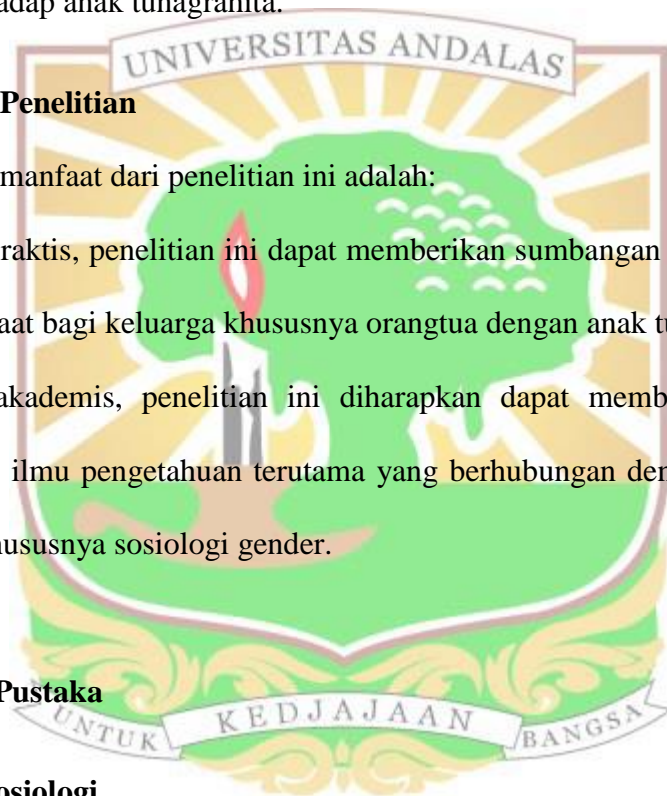 adap anak tunagrahita.
UNIVERSITAS ANDALAS
Penelitian
manfaat dari penelitian ini adalah:
raktis, penelitian ini dapat memberikan sumbangan
aat bagi keluarga khususnya orangtua dengan anak tu
akademis, penelitian ini diharapkan dapat memb
ilmu pengetahuan terutama yang berhubungan den
hususnya sosiologi gender.
Pustaka
UNTUK KEDJAJAAN BANGSA
osiologi